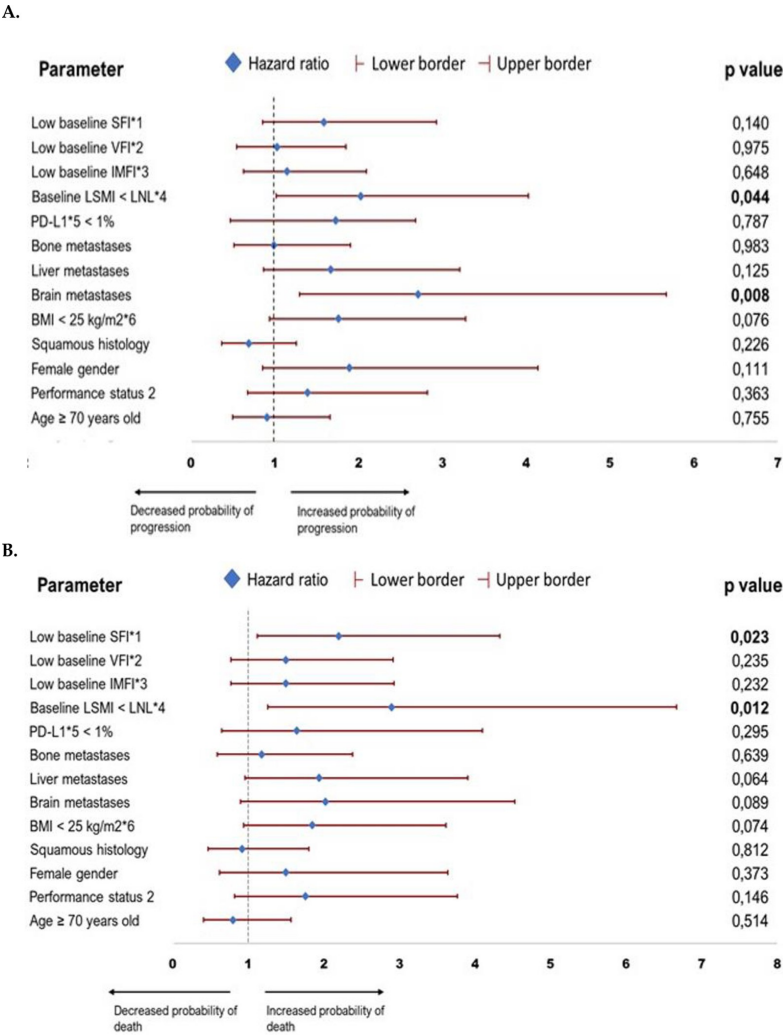 A.
Parameter Hazard ratio Lower border Upper border p value
Low baseline SFI*1 0,140
Low baseline VFI*2 0,975
Low baseline IMFI*3 0,648
Baseline LSMI < LNL*4 0,044
PD-L1*5 < 1% 0,787
Bone metastases 0,983
Liver metastases 0,125
Brain metastases 0,008
BMI < 25 kg/m2*6 0,076
Squamous histology 0,226
Female gender 0,111
Performance status 2 0,363
Age ≥ 70 years old 0,755
0 1 2 3 4 5 6 7
Decreased probability of progression
Increased probability of progression
B.
Parameter Hazard ratio Lower border Upper border p value
Low baseline SFI*1 0,023
Low baseline VFI*2 0,235
Low baseline IMFI*3 0,232
Baseline LSMI < LNL*4 0,012
PD-L1*5 < 1% 0,295
Bone metastases 0,639
Liver metastases 0,064
Brain metastases 0,089
BMI < 25 kg/m2*6 0,074
Squamous histology 0,812
Female gender 0,373
Performance status 2 0,146
Age ≥ 70 years old 0,514
0 1 2 3 4 5 6 7 8
Decreased probability of death
Increased probability of death